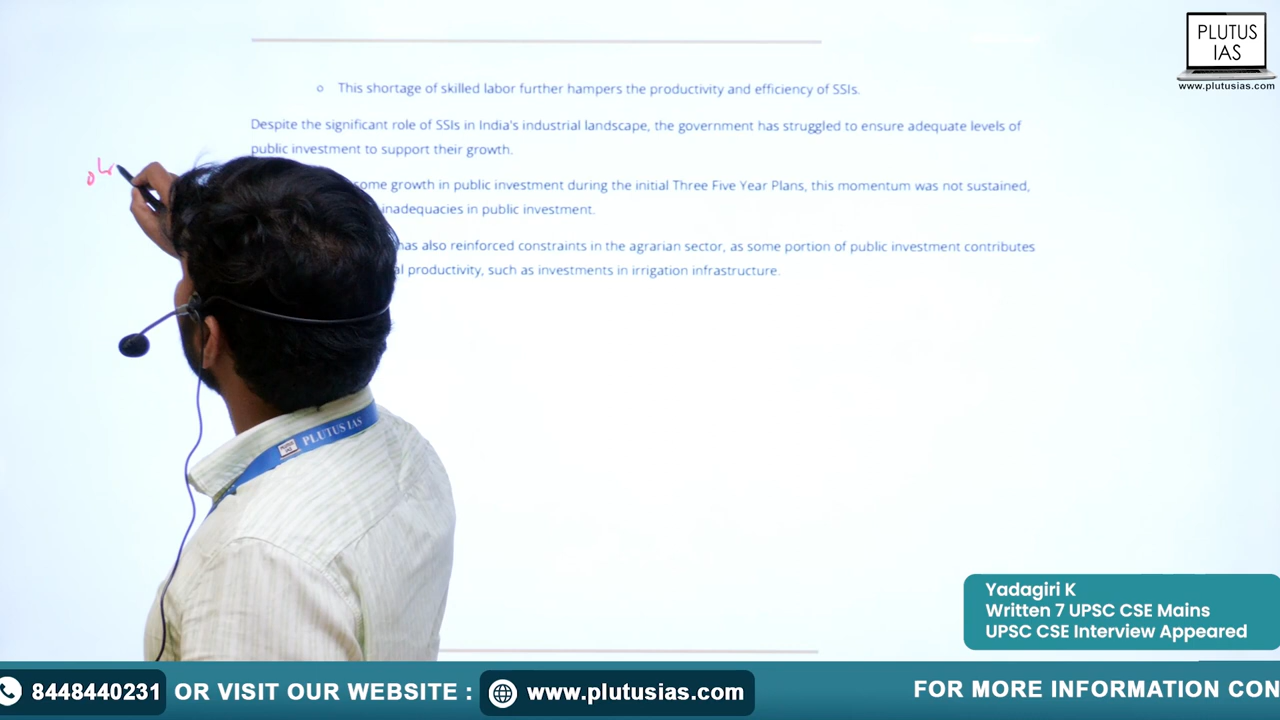 PLUTUS
IAS
www.plutusias.com
o This shortage of skilled labor further hampers the productivity and efficiency of SSIs.
Despite the significant role of SSIs in India's industrial landscape, the government has struggled to ensure adequate levels of
public investment to support their growth.
some growth in public investment during the initial Three Five Year Plans, this momentum was not sustained,
inadequacies in public investment.
has also reinforced constraints in the agrarian sector, as some portion of public investment contributes
productivity, such as investments in irrigation infrastructure.
PLUTUS IAS
Yadagiri K
Written 7 UPSC CSE Mains
UPSC CSE Interview Appeared
8448440231 OR VISIT OUR WEBSITE : www.plutusias.com FOR MORE INFORMATION CON